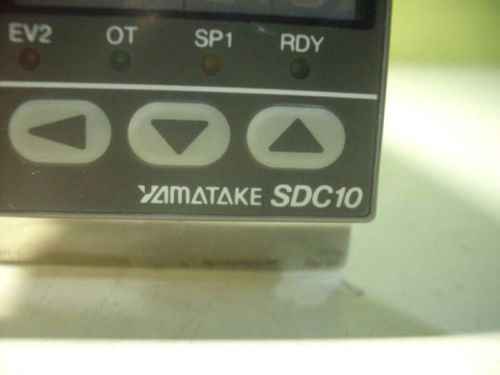 EV2 OT SP1 RDY
YAMATAKE SDC10